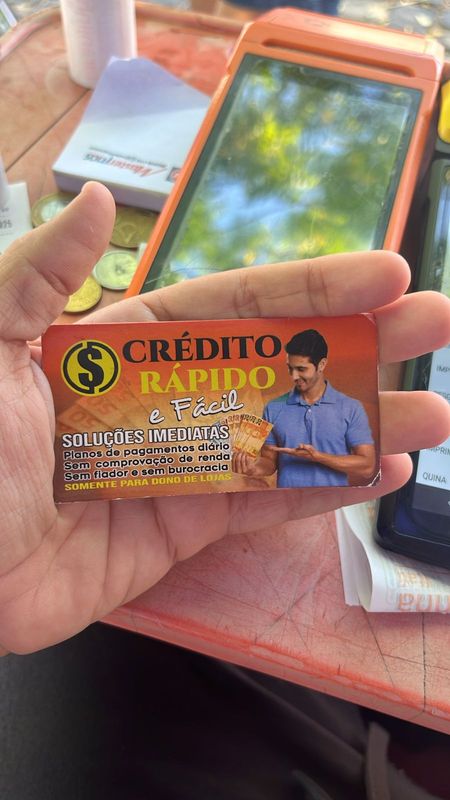 CRÉDITO
RÁPIDO
e Fácil
SOLUÇÕES IMEDIATAS
Planos de pagamentos diário
Sem comprovação de renda
Sem fiador e sem burocracia
SOMENTE PARA DONO DE LOJAS
$
QUINA